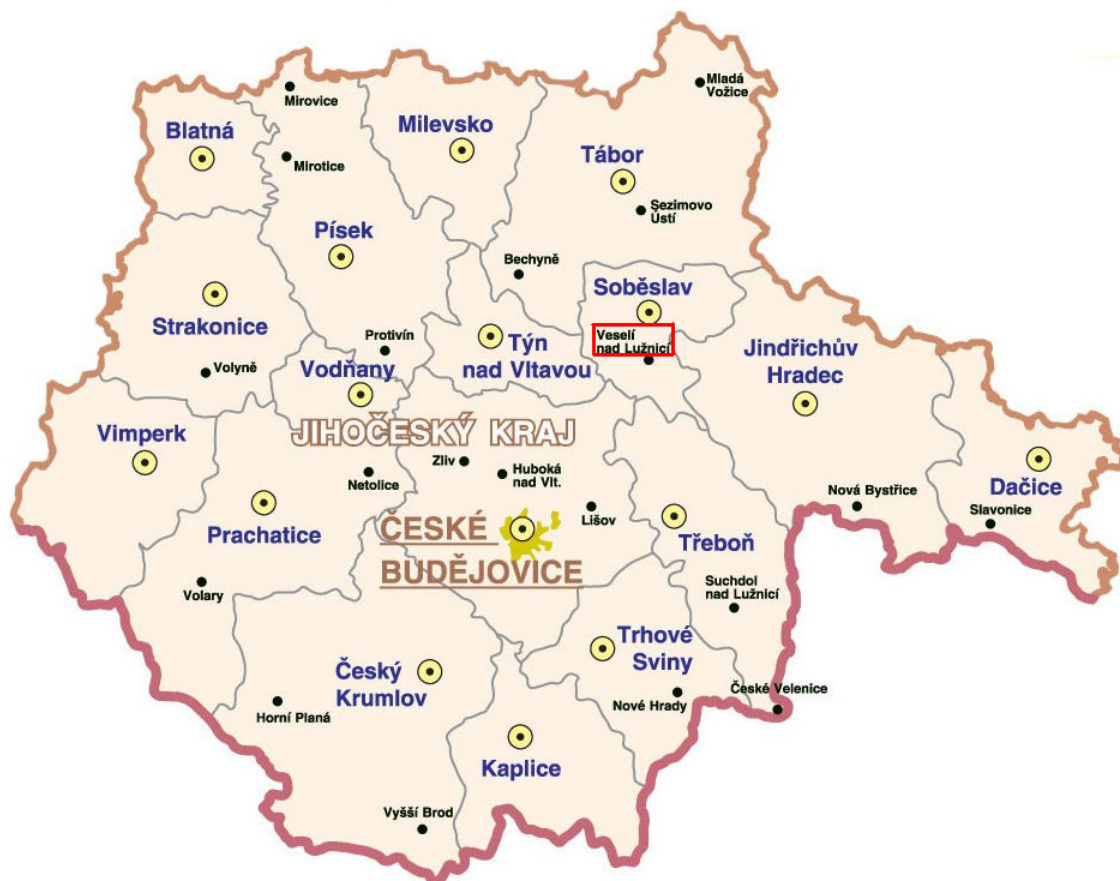 Mladá
Vožice
Mirovice
Milevsko
Blatná
Tábor
Mirotice
Sezimovo
Ústí
Písek
Bechyně
Soběslav
Strakonice
Protivín
Veselí
nad Lužnicí
Týn
nad Vltavou
Jindřichův
Hradec
Volyně
Vodňany
Vimperk
JIHOČESKÝ KRAJ
Zliv
Huboká
nad Vlt.
Netolice
Dačice
Nová Bystřice
Slavonice
Lišov
Prachatice
ČESKÉ
BUDĚJOVICE
Třeboň
Volary
Suchdol
nad Lužnicí
Trhové
Sviny
Český
Krumlov
České Velenice
Nové Hrady
Horní Planá
Kaplice
Vyšší Brod